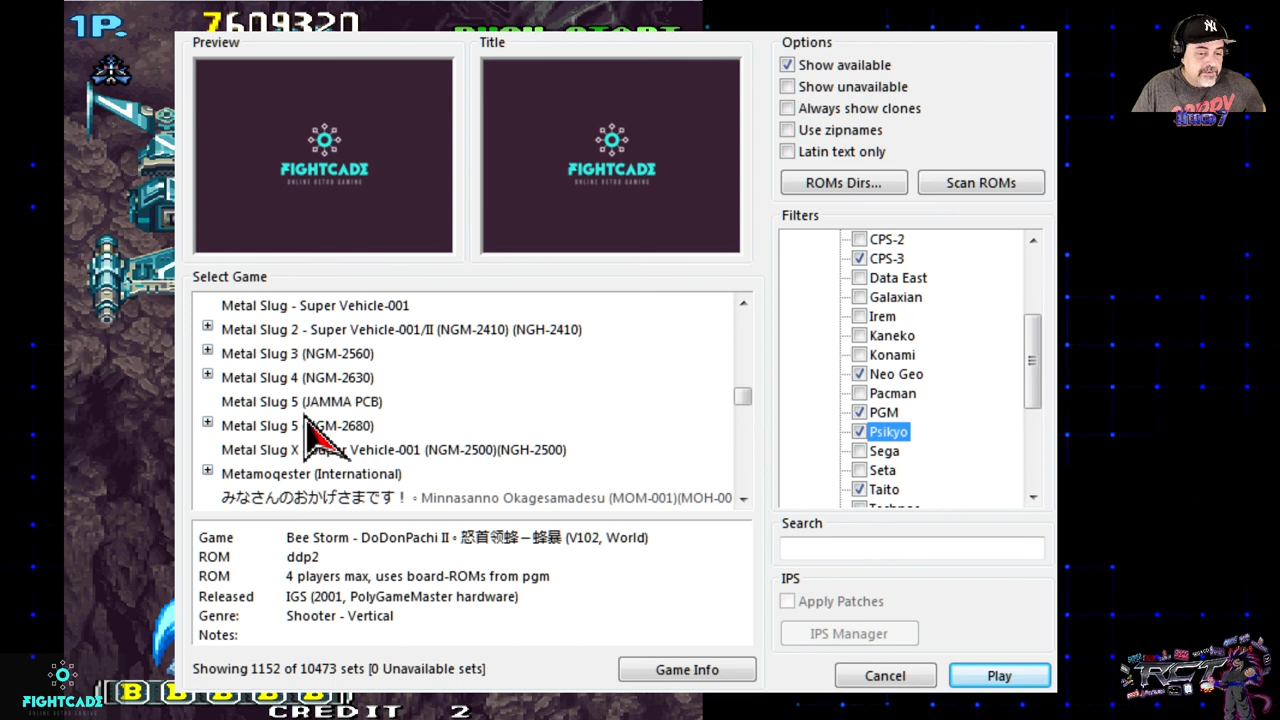 1P. 7609320
Preview
Title
FIGHTCADE
ONLINE RETRO GAMING
FIGHTCADE
ONLINE RETRO GAMING
Options
Show available
Show unavailable
Always show clones
Use zipnames
Latin text only
ROMs Dirs...
Scan ROMs
Filters
CPS-2
CPS-3
Data East
Galaxian
Irem
Kaneko
Konami
Neo Geo
Pacman
PGM
Psikyo
Sega
Seta
Taito
Select Game
Metal Slug - Super Vehicle-001
Metal Slug 2 - Super Vehicle-001/II (NGM-2410) (NGH-2410)
Metal Slug 3 (NGM-2560)
Metal Slug 4 (NGM-2630)
Metal Slug 5 (JAMMA PCB)
Metal Slug 5 GM-2680)
Metal Slug X Vehicle-001 (NGM-2500)(NGH-2500)
Metamoqester (International)
みなさんのおかげさまです！◦ Minnasanno Okagesamadesu (MOM-001)(MOH-00
Game Bee Storm - DoDonPachi II ◦ 怒首领蜂－蜂暴 (V102, World)
ROM ddp2
ROM 4 players max, uses board-ROMs from pgm
Released IGS (2001, PolyGameMaster hardware)
Genre: Shooter - Vertical
Notes:
Showing 1152 of 10473 sets [0 Unavailable sets]
Game Info
Search
IPS
Apply Patches
IPS Manager
Cancel
Play
FIGHTCADE
ONLINE RETRO GAMING
B B B B B
CREDIT 2
RCT